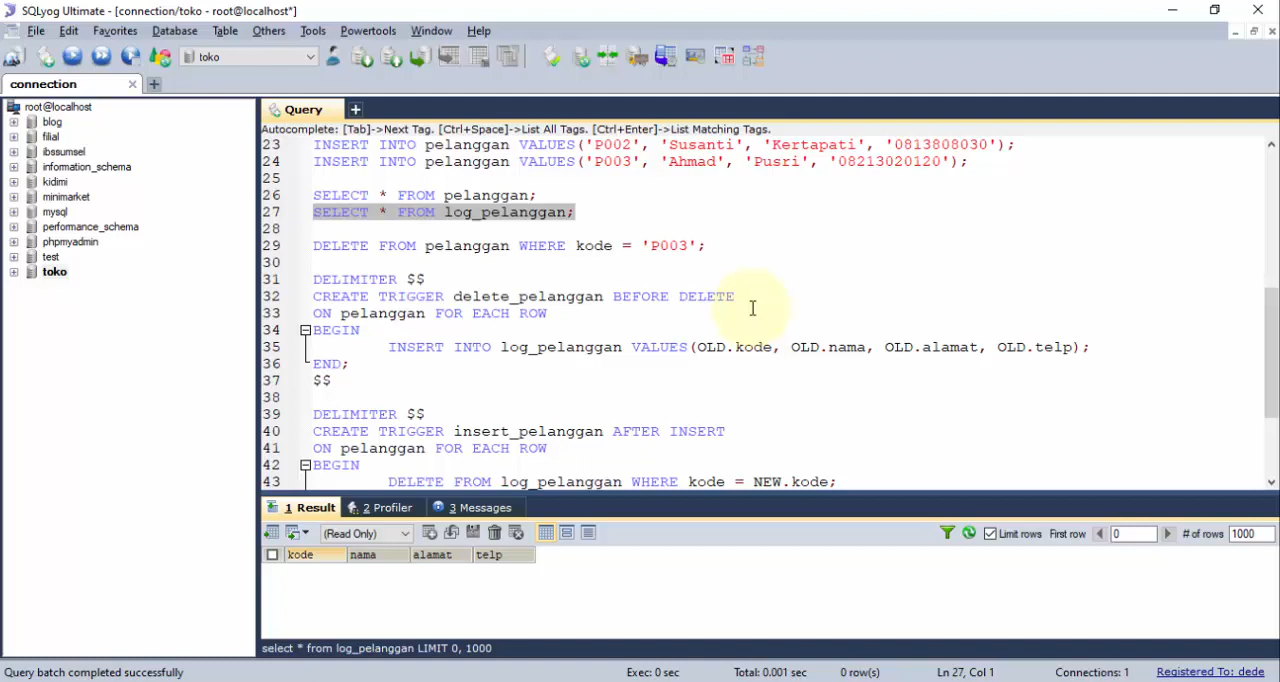 SQLyog Ultimate - [connection/toko - root@localhost*]
File Edit Favorites Database Table Others Tools Powertools Window Help
toko
connection
root@localhost
blog
filial
ibssumsel
information_schema
kidimi
minimarket
mysql
performance_schema
phpmyadmin
test
toko
Query
Autocomplete: [Tab]->Next Tag. [Ctrl+Space]->List All Tags. [Ctrl+Enter]->List Matching Tags.
23 INSERT INTO pelanggan VALUES('P002', 'Susanti', 'Kertapati', '0813808030');
24 INSERT INTO pelanggan VALUES('P003', 'Ahmad', 'Pusri', '08213020120');
25
26 SELECT * FROM pelanggan;
27 SELECT * FROM log_pelanggan;
28
29 DELETE FROM pelanggan WHERE kode = 'P003';
30
31 DELIMITER $$
32 CREATE TRIGGER delete_pelanggan BEFORE DELETE
33 ON pelanggan FOR EACH ROW
34 BEGIN
35 INSERT INTO log_pelanggan VALUES(OLD.kode, OLD.nama, OLD.alamat, OLD.telp);
36 END;
37 $$
38
39 DELIMITER $$
40 CREATE TRIGGER insert_pelanggan AFTER INSERT
41 ON pelanggan FOR EACH ROW
42 BEGIN
43 DELETE FROM log_pelanggan WHERE kode = NEW.kode;
1 Result 2 Profiler 3 Messages
(Read Only) Limit rows First row 0 # of rows 1000
kode nama alamat telp
select * from log_pelanggan LIMIT 0, 1000
Query batch completed successfully Exec: 0 sec Total: 0.001 sec 0 row(s) Ln 27, Col 1 Connections: 1 Registered To: dede